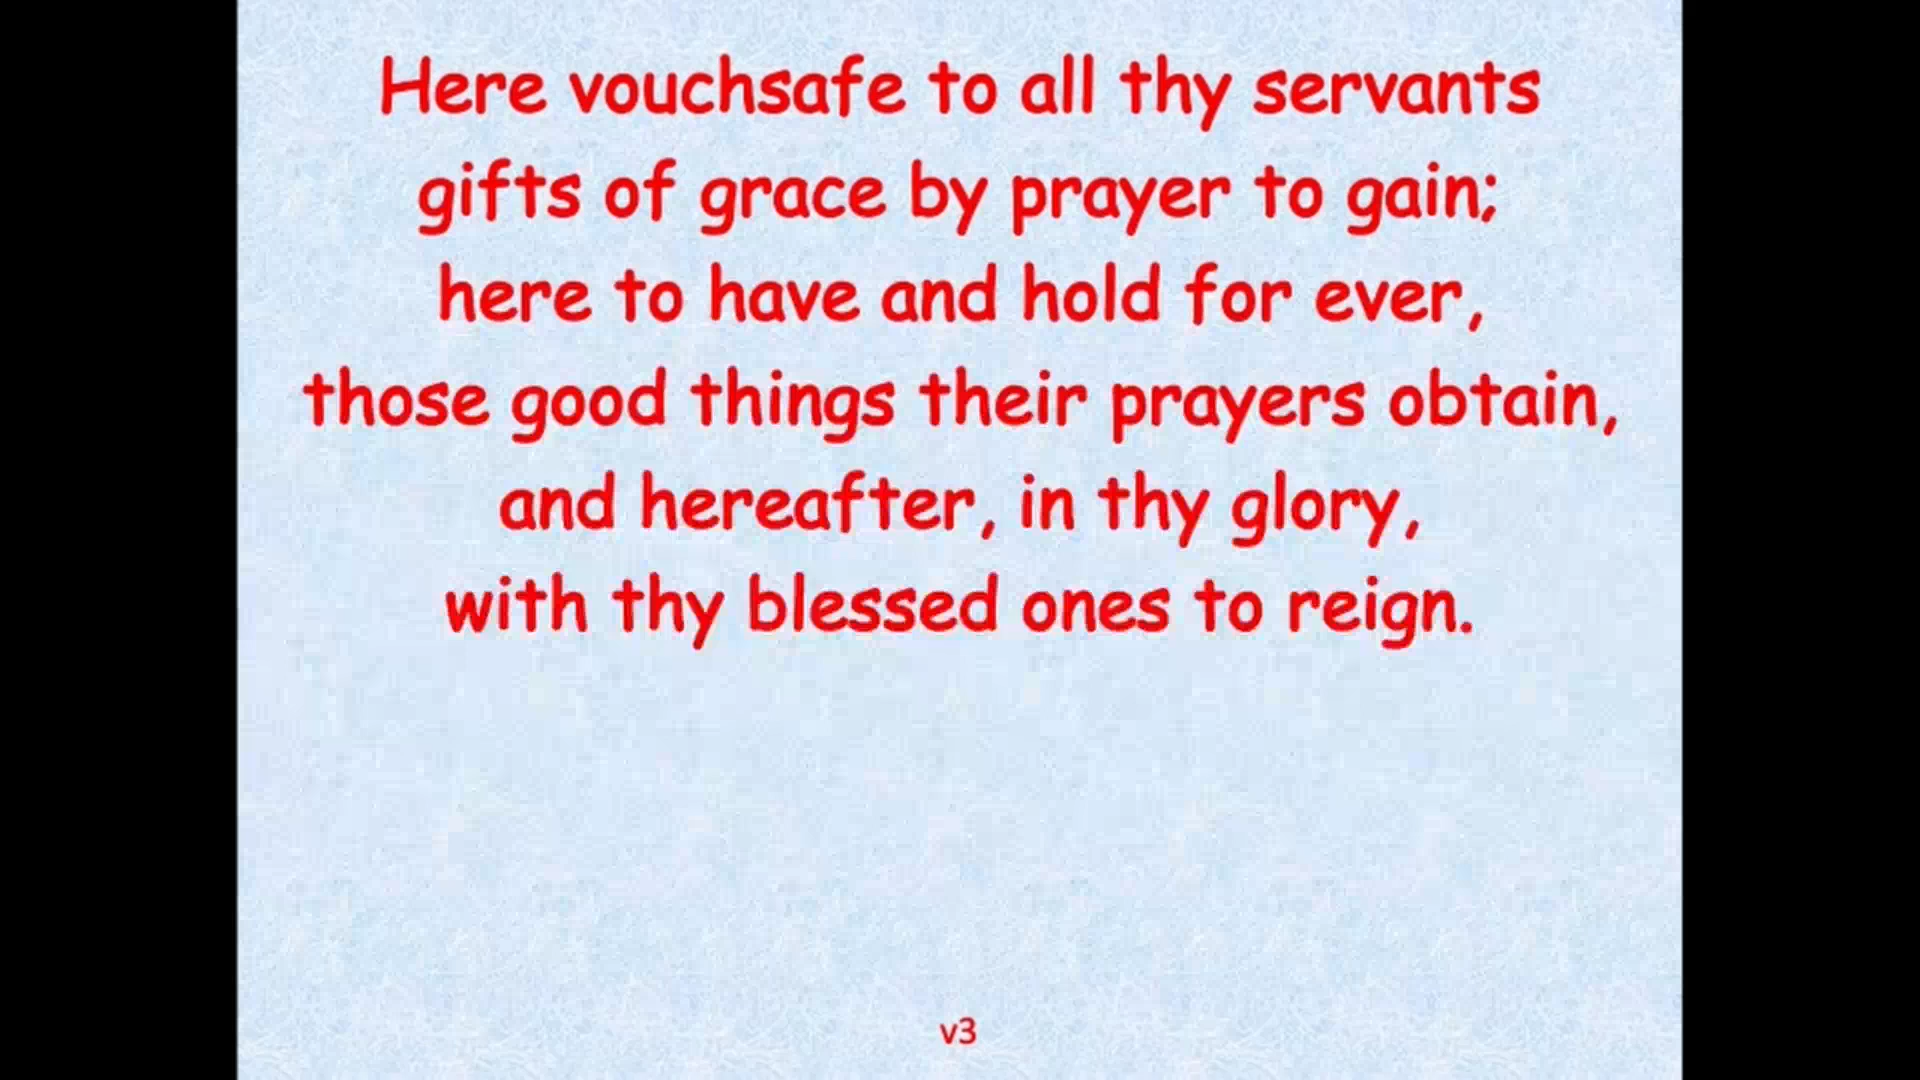 Here vouchsafe to all thy servants
gifts of grace by prayer to gain;
here to have and hold for ever,
those good things their prayers obtain,
and hereafter, in thy glory,
with thy blessed ones to reign.
v3